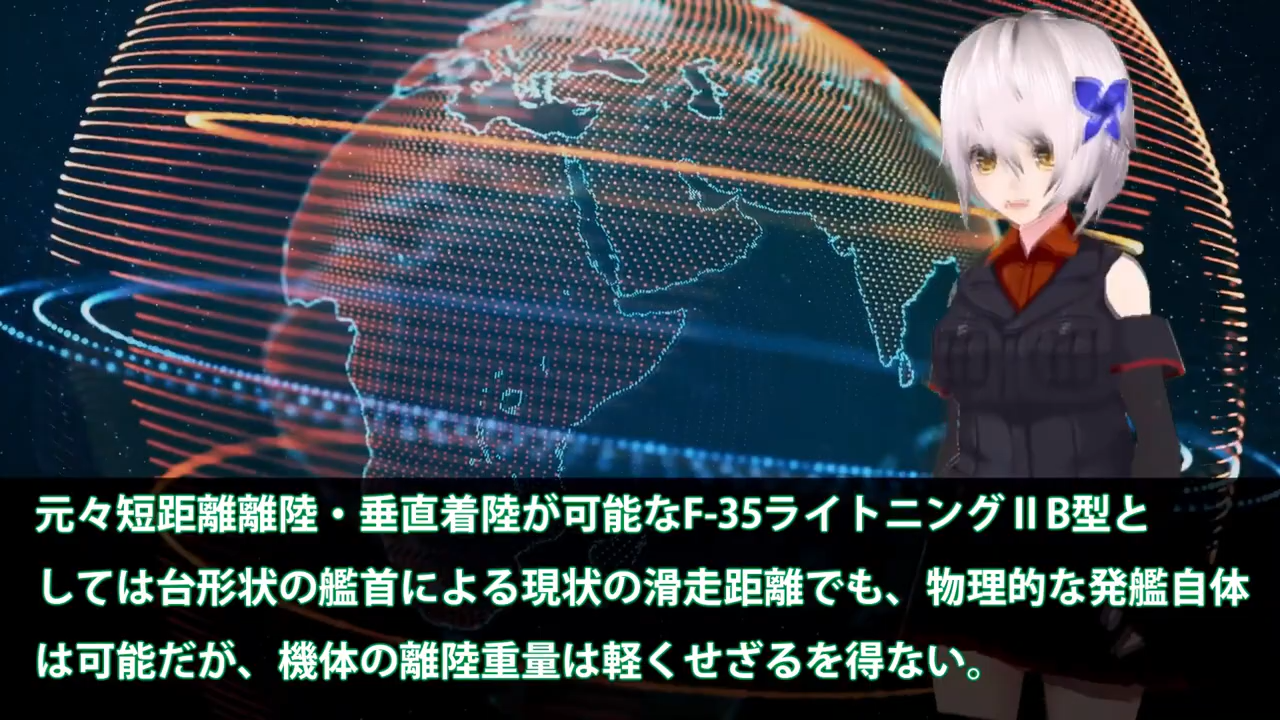 元々短距離離陸・垂直着陸が可能なF-35ライトニングⅡB型と
しては台形状の艦首による現状の滑走距離でも、物理的な発艦自体
は可能だが、機体の離陸重量は軽くせざるを得ない。